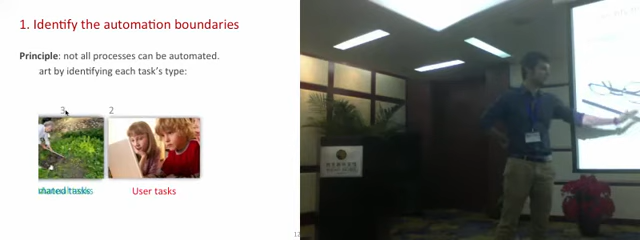 1. Identify the automation boundaries
Principle: not all processes can be automated.
art by identifying each task's type:
3
2
User tasks